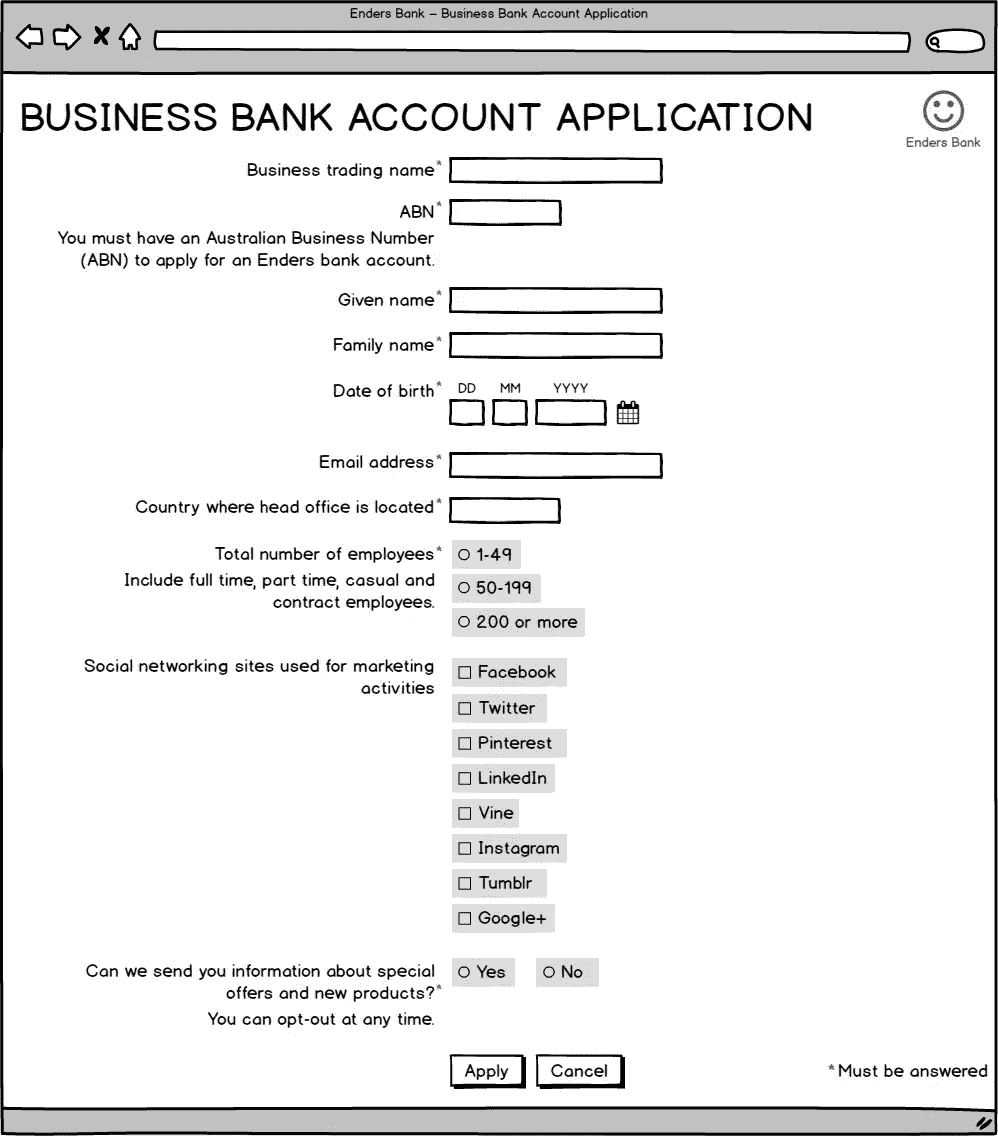 Enders Bank – Business Bank Account Application
BUSINESS BANK ACCOUNT APPLICATION
Enders Bank
Business trading name*
ABN*
You must have an Australian Business Number
(ABN) to apply for an Enders bank account.
Given name*
Family name*
Date of birth* DD MM YYYY
Email address*
Country where head office is located*
Total number of employees* 1-49
Include full time, part time, casual and
contract employees.
50-199
200 or more
Social networking sites used for marketing
activities
Facebook
Twitter
Pinterest
LinkedIn
Vine
Instagram
Tumblr
Google+
Can we send you information about special
offers and new products?*
Yes No
You can opt-out at any time.
Apply Cancel *Must be answered